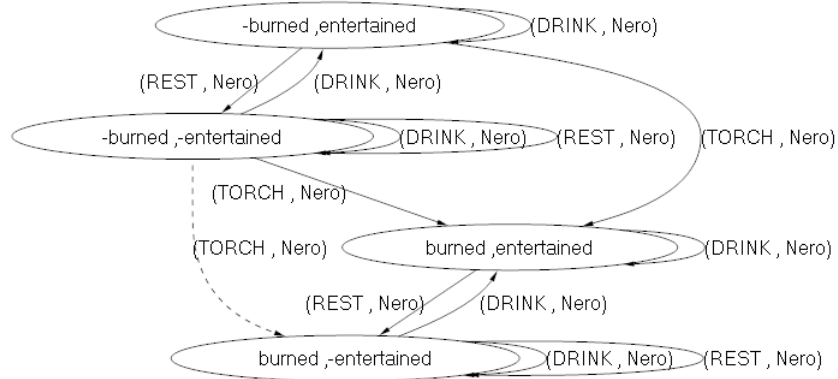 -burned ,entertained
(DRINK , Nero)
(REST , Nero)
(DRINK , Nero)
-burned ,-entertained
(DRINK , Nero)
(REST , Nero)
(TORCH , Nero)
(TORCH , Nero)
(TORCH , Nero)
burned ,entertained
(DRINK , Nero)
(REST , Nero)
(DRINK , Nero)
burned ,-entertained
(DRINK , Nero)
(REST , Nero)